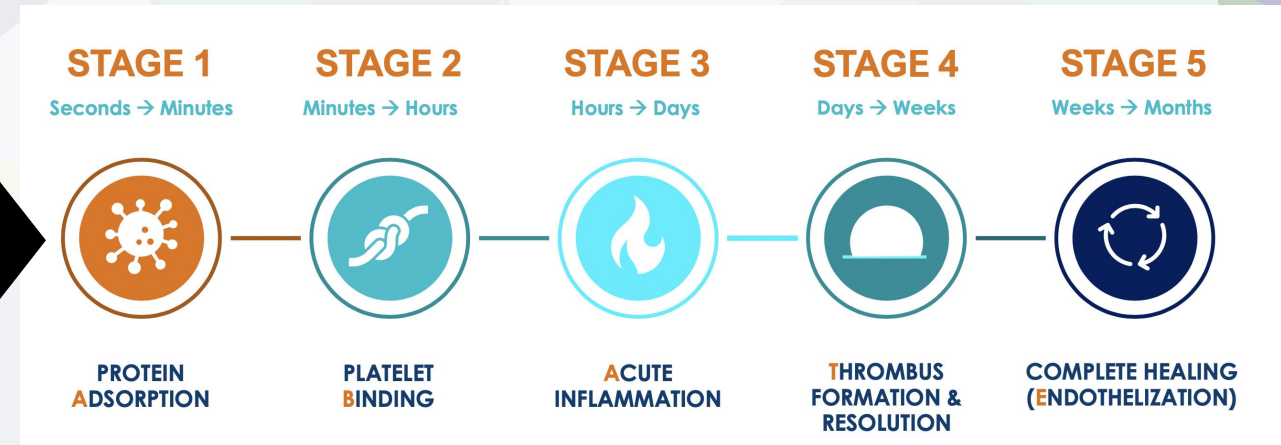 STAGE 1
Seconds → Minutes
PROTEIN
ADSORPTION
STAGE 2
Minutes → Hours
PLATELET
BINDING
STAGE 3
Hours → Days
ACUTE
INFLAMMATION
STAGE 4
Days → Weeks
THROMBUS
FORMATION &
RESOLUTION
STAGE 5
Weeks → Months
COMPLETE HEALING
(ENDOTHELIZATION)